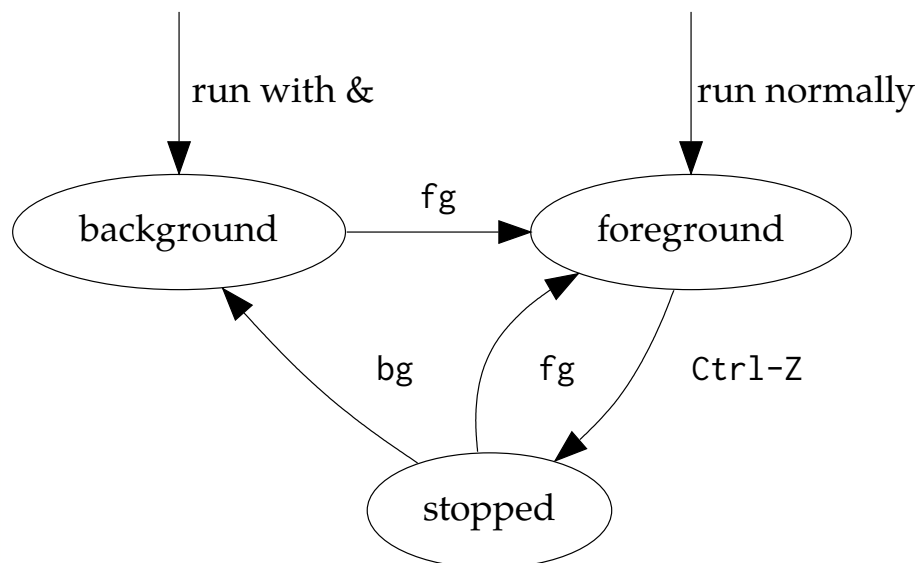 run with &
run normally
background
fg
foreground
bg
fg
Ctrl-Z
stopped